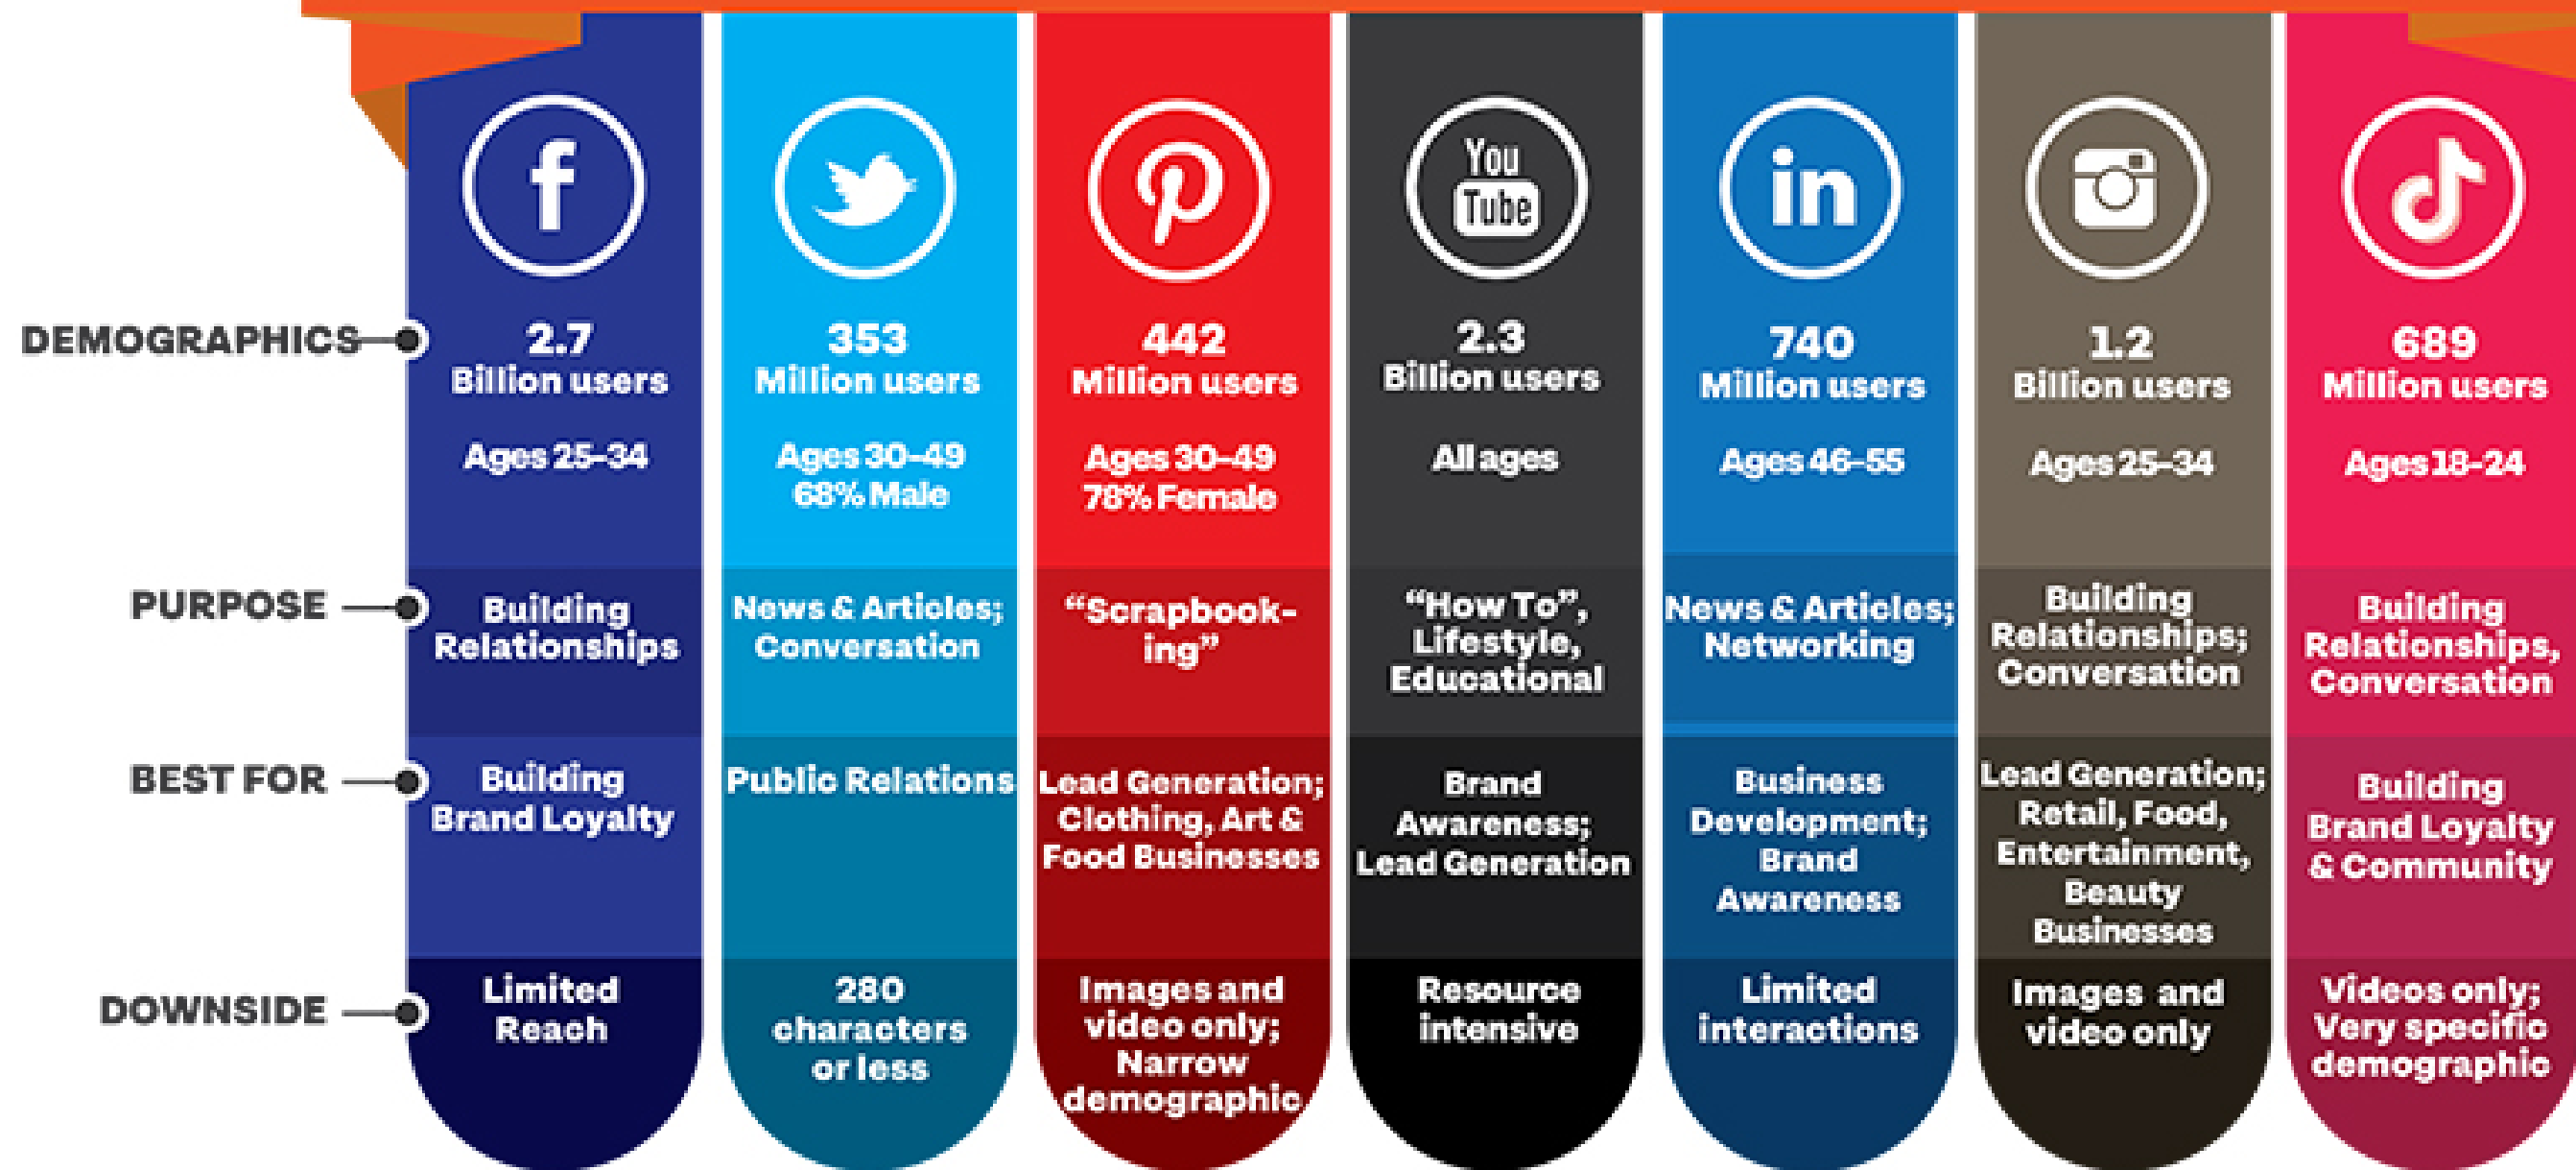 You
Tube
in
DEMOGRAPHICS
2.7
Billion users
Ages 25-34
353
Million users
Ages 30-49
68% Male
442
Million users
Ages 30-49
78% Female
2.3
Billion users
All ages
740
Million users
Ages 46-55
1.2
Billion users
Ages 25-34
689
Million users
Ages 18-24
PURPOSE
Building
Relationships
News & Articles;
Conversation
“Scrapbook-
ing”
“How To”,
Lifestyle,
Educational
News & Articles;
Networking
Building
Relationships;
Conversation
Building
Relationships,
Conversation
BEST FOR
Building
Brand Loyalty
Public Relations
Lead Generation;
Clothing, Art &
Food Businesses
Brand
Awareness;
Lead Generation
Business
Development;
Brand
Awareness
Lead Generation;
Retail, Food,
Entertainment,
Beauty
Businesses
Building
Brand Loyalty
& Community
DOWNSIDE
Limited
Reach
280
characters
or less
Images and
video only;
Narrow
demographic
Resource
intensive
Limited
interactions
Images and
video only
Videos only;
Very specific
demographic